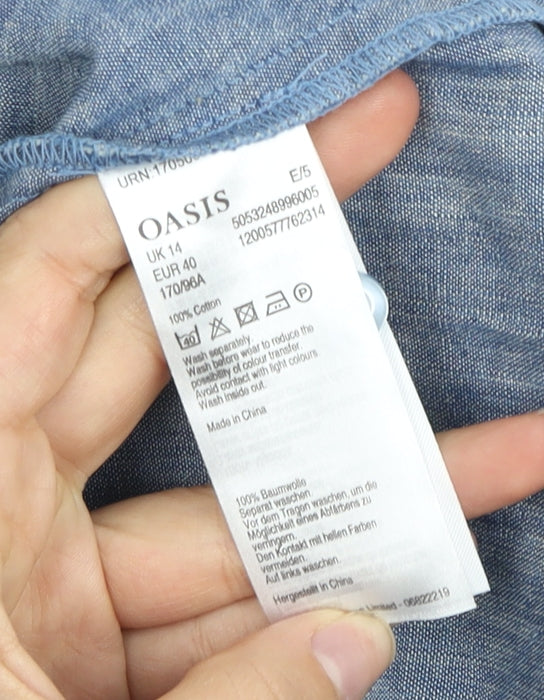 URN 17050
E/5
OASIS
5053248996005
UK 14
1200577762314
EUR 40
170/96A
100% Cotton
40
P
Wash separately.
Wash before wear to reduce the
possibility of colour transfer.
Avoid contact with light colours
Wash inside out.
Made in China
100% Baumwolle
Separat waschen
Vor dem Tragen waschen, um die
Möglichkeit eines Abfärbens zu
verringern.
Den Kontakt mit hellen Farben
vermeiden.
Auf links waschen.
Hergestellt in China
Limited - 06822219